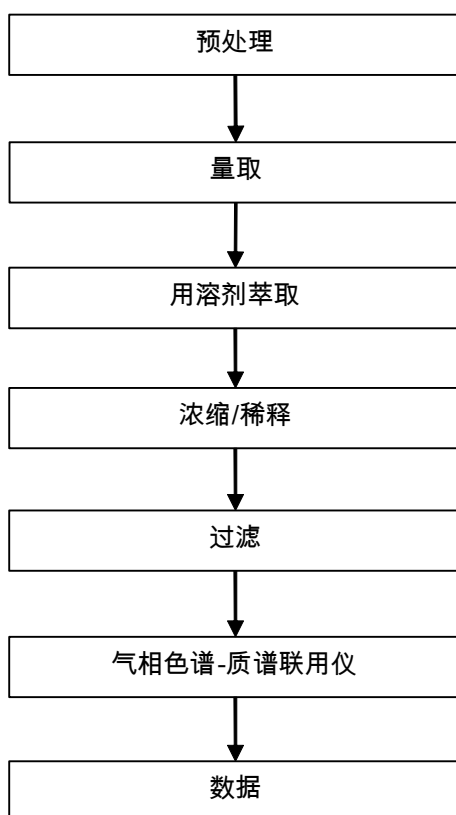 预处理
量取
用溶剂萃取
浓缩/稀释
过滤
气相色谱-质谱联用仪
数据